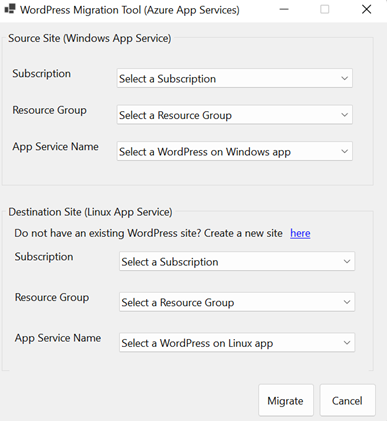 WordPress Migration Tool (Azure App Services)
Source Site (Windows App Service)
Subscription Select a Subscription
Resource Group Select a Resource Group
App Service Name Select a WordPress on Windows app
Destination Site (Linux App Service)
Do not have an existing WordPress site? Create a new site here
Subscription Select a Subscription
Resource Group Select a Resource Group
App Service Name Select a WordPress on Linux app
Migrate Cancel